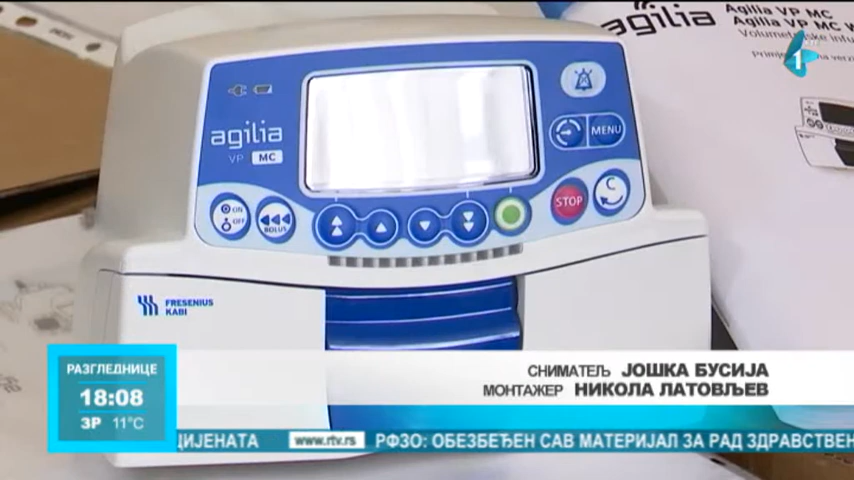 agilia
Agilia VP MC
Agilia VP MC W
1
agilia
VP MC
MENU
ON
OFF
BOLUS
STOP
C
FRESENIUS
KABI
СНИМАТЕЉ ЈОШКА БУСИЈА
МОНТАЖЕР НИКОЛА ЛАТОВЉЕВ
РАЗГЛЕДНИЦЕ
18:08
ЗР 11°C
ЦИЈЕНАТА www.rtv.rs РФЗО: ОБЕЗБЕЂЕН САВ МАТЕРИЈАЛ ЗА РАД ЗДРАВСТВЕН